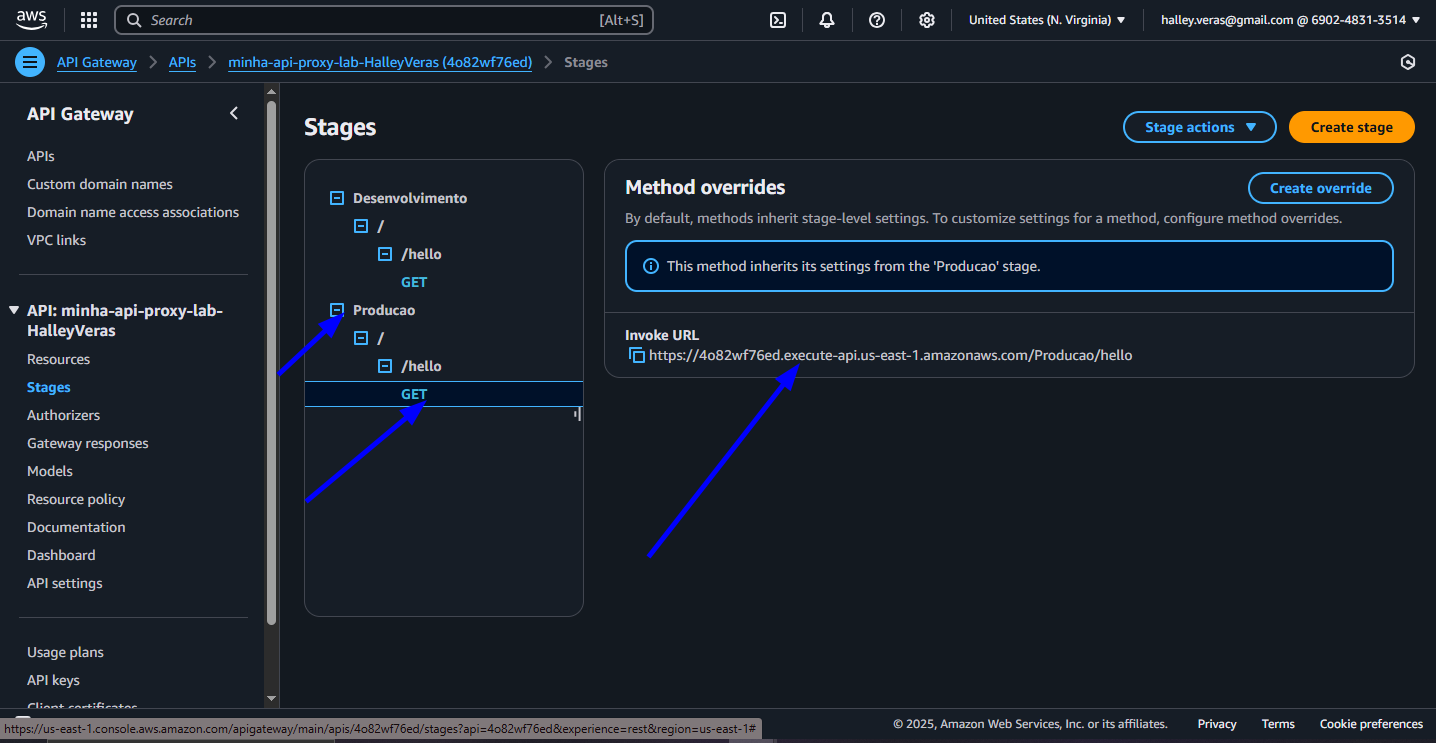 aws
Search
[Alt+S]
United States (N. Virginia)
halley.veras@gmail.com @ 6902-4831-3514
API Gateway
APIs
minha-api-proxy-lab-HalleyVeras (4o82wf76ed)
Stages
API Gateway
APIs
Custom domain names
Domain name access associations
VPC links
API: minha-api-proxy-lab-
HalleyVeras
Resources
Stages
Authorizers
Gateway responses
Models
Resource policy
Documentation
Dashboard
API settings
Usage plans
API keys
Client certificates
Stages
Stage actions
Create stage
Desenvolvimento
/
/hello
GET
Producao
/
/hello
GET
Method overrides
Create override
By default, methods inherit stage-level settings. To customize settings for a method, configure method overrides.
This method inherits its settings from the 'Producao' stage.
Invoke URL
https://4o82wf76ed.execute-api.us-east-1.amazonaws.com/Producao/hello
https://us-east-1.console.aws.amazon.com/apigateway/main/apis/4o82wf76ed/stages?api=4o82wf76ed&experience=rest&region=us-east-1#
© 2025, Amazon Web Services, Inc. or its affiliates.
Privacy
Terms
Cookie preferences